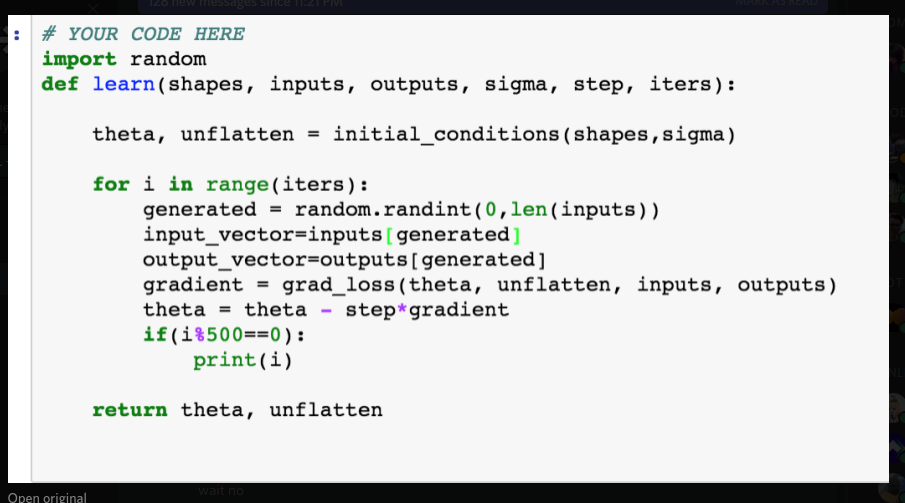 128 new messages since 11:21 PM
MARK AS READ
:
# YOUR CODE HERE
import random
def learn(shapes, inputs, outputs, sigma, step, iters):
theta, unflatten = initial_conditions(shapes,sigma)
for i in range(iters):
generated = random.randint(0,len(inputs))
input_vector=inputs[generated]
output_vector=outputs[generated]
gradient = grad_loss(theta, unflatten, inputs, outputs)
theta = theta - step*gradient
if(i%500==0):
print(i)
return theta, unflatten
wait no
Open original